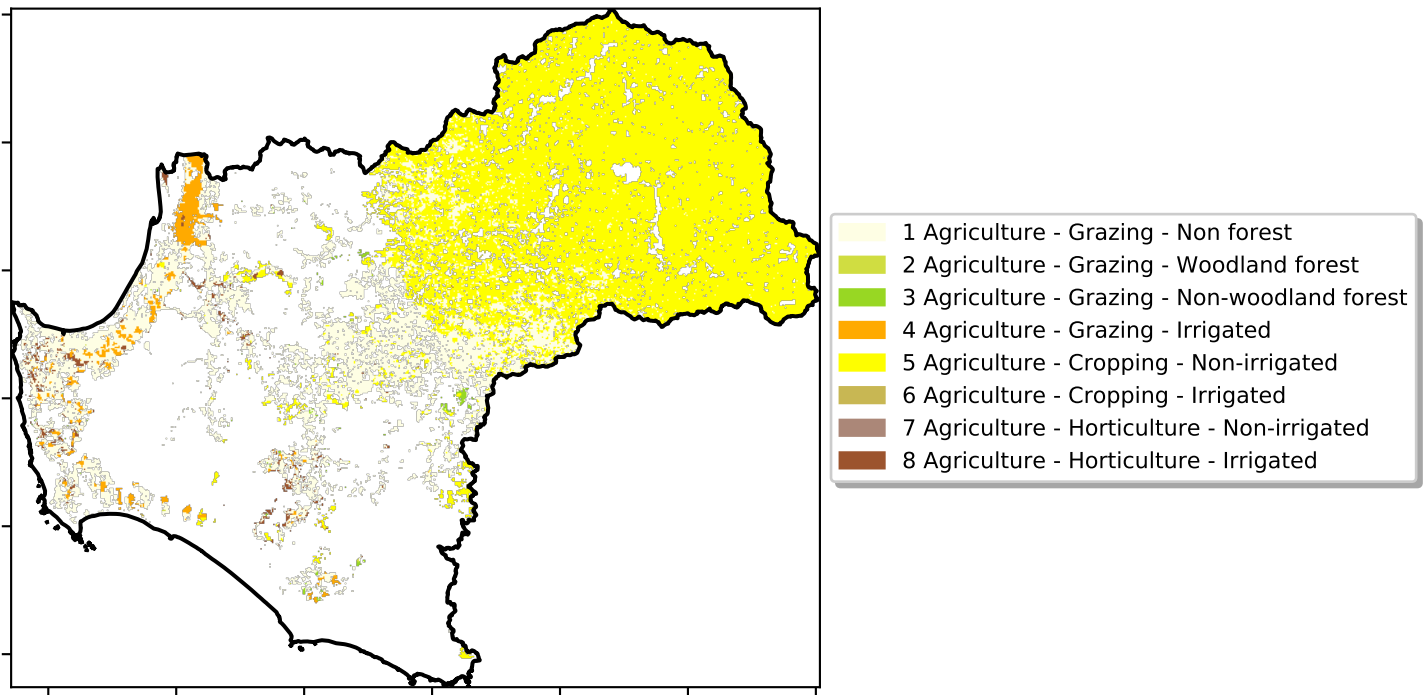 1 Agriculture - Grazing - Non forest
2 Agriculture - Grazing - Woodland forest
3 Agriculture - Grazing - Non-woodland forest
4 Agriculture - Grazing - Irrigated
5 Agriculture - Cropping - Non-irrigated
6 Agriculture - Cropping - Irrigated
7 Agriculture - Horticulture - Non-irrigated
8 Agriculture - Horticulture - Irrigated